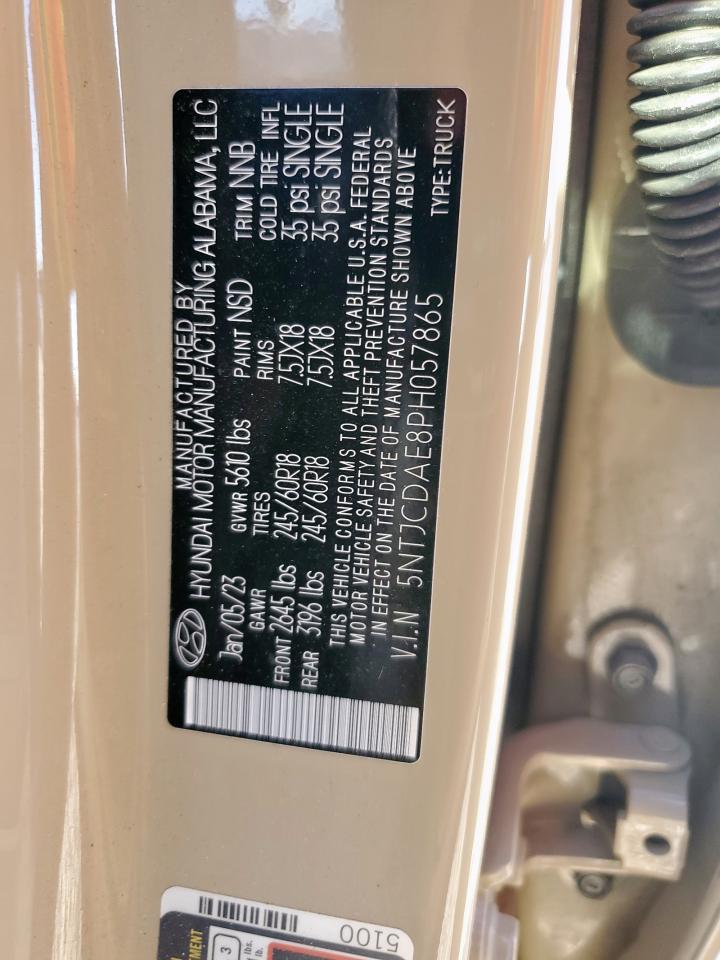 MANUFACTURED BY
HYUNDAI MOTOR MANUFACTURING ALABAMA, LLC
Jan/05/23 GVWR 5610 lbs PAINT NSD TRIM NNB
GAWR TIRES RIMS COLD TIRE INFL
FRONT 2645 lbs 245/60R18 7.5JX18 35 psi SINGLE
REAR 3196 lbs 245/60R18 7.5JX18 35 psi SINGLE
THIS VEHICLE CONFORMS TO ALL APPLICABLE U.S.A. FEDERAL
MOTOR VEHICLE SAFETY AND THEFT PREVENTION STANDARDS
IN EFFECT ON THE DATE OF MANUFACTURE SHOWN ABOVE
V.I.N 5NTJCDAE8PH057865 TYPE:TRUCK
5100
3
lbs.
lb.